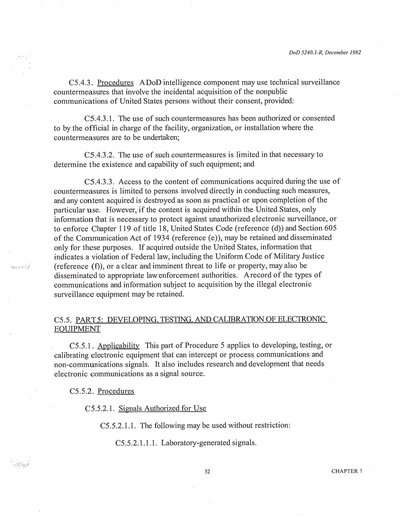 DoD 5240.1-R, December 1982
C5.4.3. Procedures A DoD intelligence component may use technical surveillance
countermeasures that involve the incidental acquisition of the nonpublic
communications of United States persons without their consent, provided:
C5.4.3.1. The use of such countermeasures has been authorized or consented
to by the official in charge of the facility, organization, or installation where the
countermeasures are to be undertaken;
C5.4.3.2. The use of such countermeasures is limited in that necessary to
determine the existence and capability of such equipment; and
C5.4.3.3. Access to the content of communications acquired during the use of
countermeasures is limited to persons involved directly in conducting such measures,
and any content acquired is destroyed as soon as practical or upon completion of the
particular use. However, if the content is acquired within the United States, only
information that is necessary to protect against unauthorized electronic surveillance, or
to enforce Chapter 119 of title 18, United States Code (reference (d)) and Section 605
of the Communication Act of 1934 (reference (e)), may be retained and disseminated
only for these purposes. If acquired outside the United States, information that
indicates a violation of Federal law, including the Uniform Code of Military Justice
(reference (f)), or a clear and imminent threat to life or property, may also be
disseminated to appropriate law enforcement authorities. A record of the types of
communications and information subject to acquisition by the illegal electronic
surveillance equipment may be retained.
C5.5. PART 5: DEVELOPING, TESTING, AND CALIBRATION OF ELECTRONIC
EQUIPMENT
C5.5.1. Applicability This part of Procedure 5 applies to developing, testing, or
calibrating electronic equipment that can intercept or process communications and
non-communications signals. It also includes research and development that needs
electronic communications as a signal source.
C5.5.2. Procedures
C5.5.2.1. Signals Authorized for Use
C5.5.2.1.1. The following may be used without restriction:
C5.5.2.1.1.1. Laboratory-generated signals.
32
CHAPTER 5